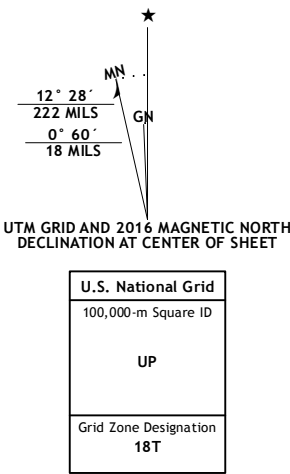 ★
MN
12° 28´
222 MILS
GN
0° 60´
18 MILS
UTM GRID AND 2016 MAGNETIC NORTH
DECLINATION AT CENTER OF SHEET
U.S. National Grid
100,000-m Square ID
UP
Grid Zone Designation
18T